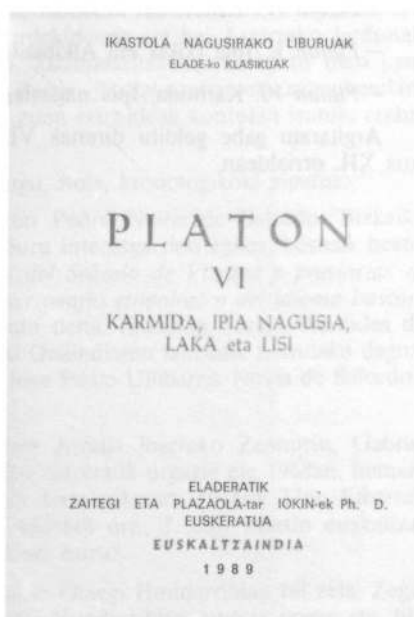 IKASTOLA NAGUSIRAKO LIBURUAK
ELADE-ko KLASIKUAK
PLATON
VI
KARMIDA, IPIA NAGUSIA,
LAKA eta LISI
ELADERATIK
ZAITEGI ETA PLAZAOLA-tar IOKIN-ek Ph. D.
EUSKERATUA
EUSKALTZAINDIA
1989